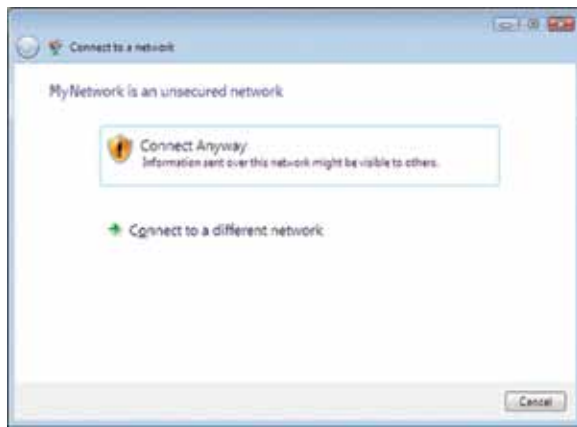 Connect to a network
MyNetwork is an unsecured network
Connect Anyway
Information sent over this network might be visible to others.
Connect to a different network
Cancel